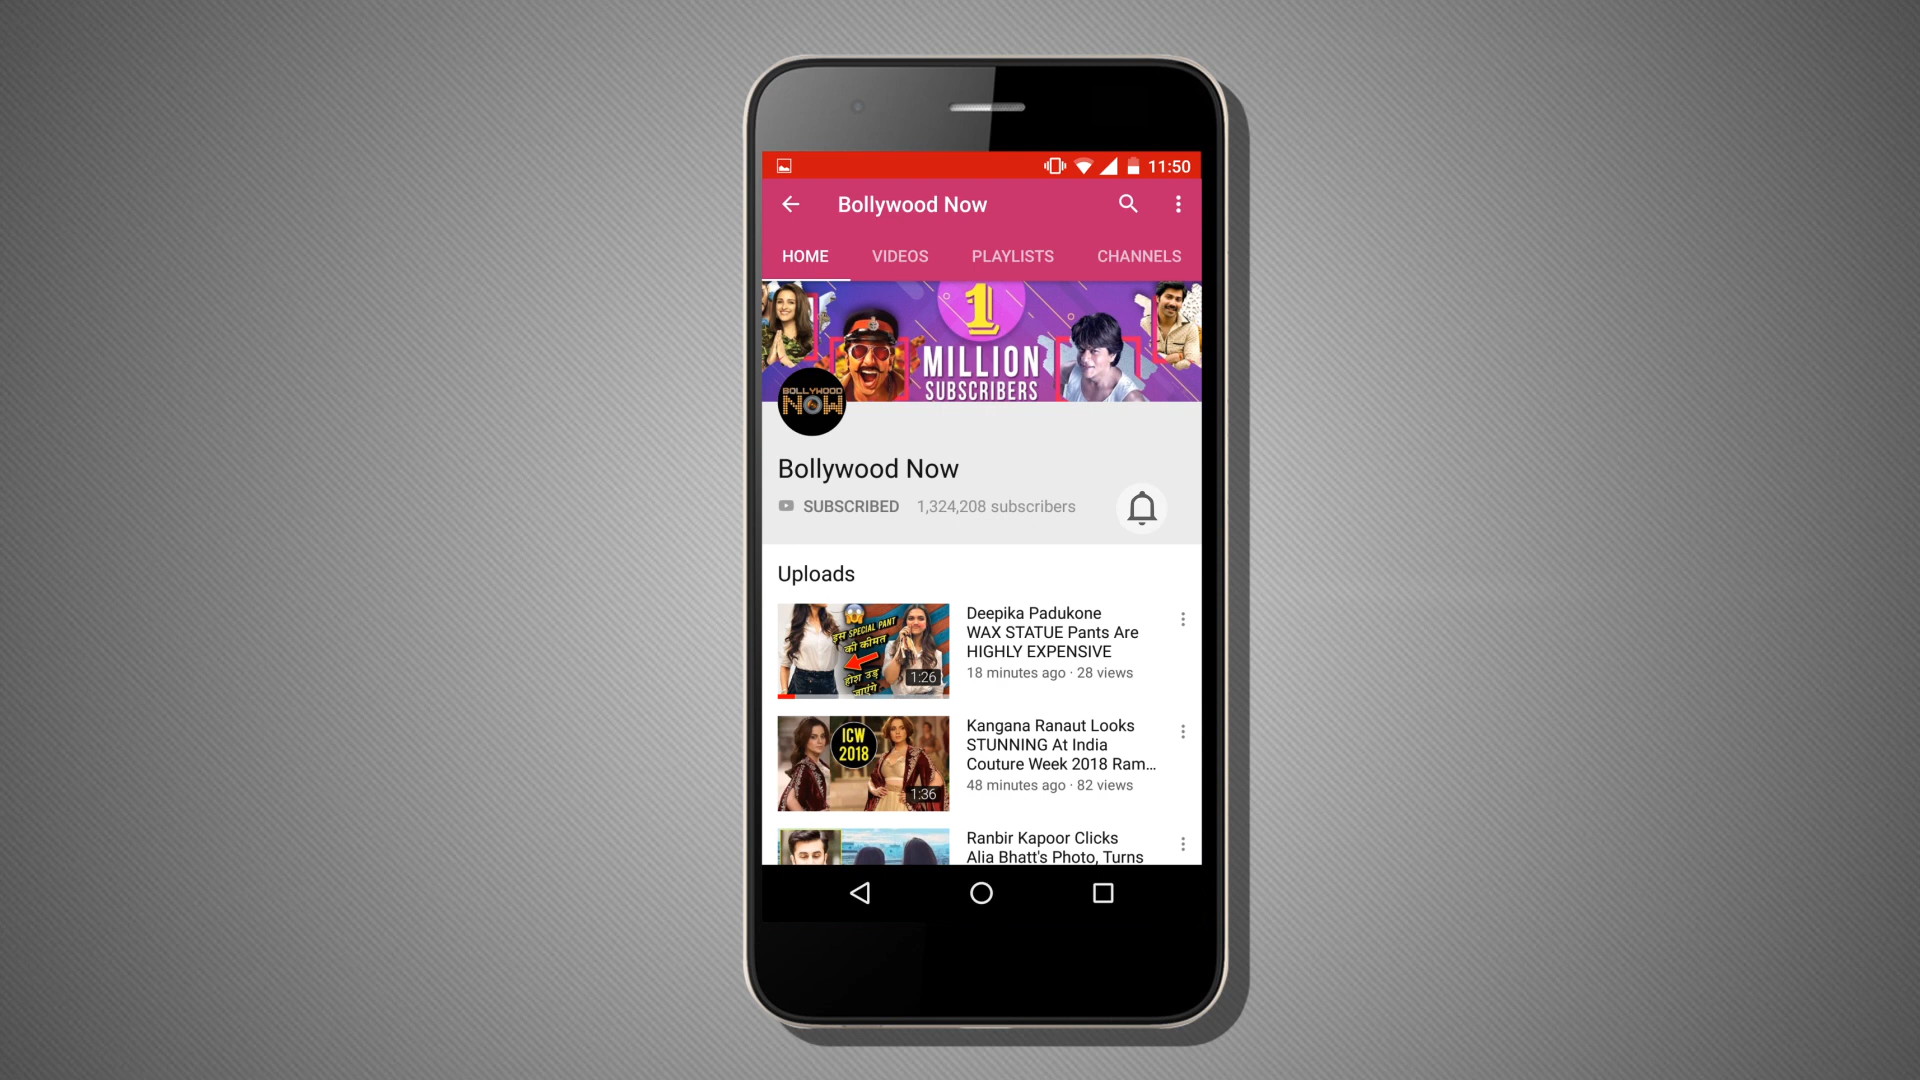 11:50
Bollywood Now
HOME VIDEOS PLAYLISTS CHANNELS
1
MILLION
SUBSCRIBERS
BOLLYWOOD
NOW
Bollywood Now
SUBSCRIBED 1,324,208 subscribers
Uploads
इस SPECIAL PANT
की कीमत
होश उड़
जाएंगे
1:26
Deepika Padukone
WAX STATUE Pants Are
HIGHLY EXPENSIVE
18 minutes ago · 28 views
ICW
2018
1:36
Kangana Ranaut Looks
STUNNING At India
Couture Week 2018 Ram...
48 minutes ago · 82 views
Ranbir Kapoor Clicks
Alia Bhatt's Photo, Turns